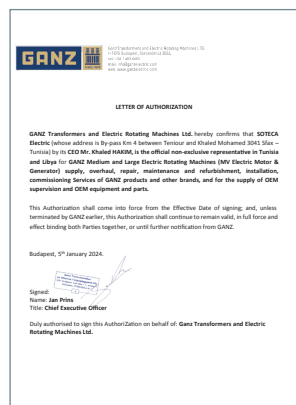 GANZ
Ganz Transformers and Electric Rotating Machines Ltd.
LETTER OF AUTHORIZATION
GANZ Transformers and Electric Rotating Machines Ltd. hereby confirms that SOTECA
Electric (whose address is By-pass Km 4 between Teniour and Khaled Mohamed 3041 Sfax –
Tunisia) by its CEO Mr. Khaled HAKIM, is the official non-exclusive representative in Tunisia
and Libya for GANZ Medium and Large Electric Rotating Machines (MV Electric Motor &
Generator) supply, overhaul, repair, maintenance and refurbishment, installation,
commissioning Services of GANZ products and other brands, and for the supply of OEM
supervision and OEM equipment and parts.
This Authorization shall come into force from the Effective Date of signing; and, unless
terminated by GANZ earlier, this Authorization shall continue to remain valid, in full force and
effect binding both Parties together, or until further notification from GANZ.
Budapest, 5th January 2024.
Signed:
Name: Jan Prins
Title: Chief Executive Officer
Duly authorised to sign this AuthoriZation on behalf of: Ganz Transformers and Electric
Rotating Machines Ltd.